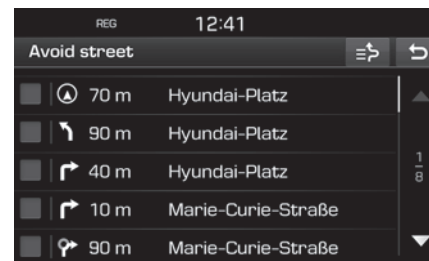 REG 12:41
Avoid street
70 m Hyundai-Platz
90 m Hyundai-Platz
40 m Hyundai-Platz
1
8
10 m Marie-Curie-Straße
90 m Marie-Curie-Straße